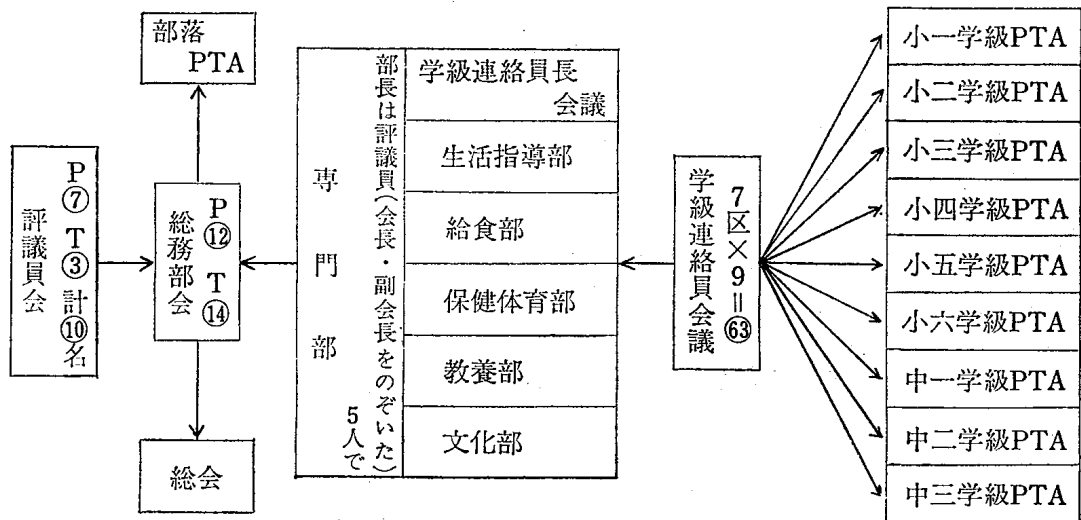 部落
PTA
評議員会
P⑦ T③ 計⑩名
総務部会
P⑫ T⑭
総会
専門部
部長は評議員(会長・副会長をのぞいた)
5人で
学級連絡員長
会議
生活指導部
給食部
保健体育部
教養部
文化部
学級連絡員会議
7区×9=㊿+⑬
小一学級PTA
小二学級PTA
小三学級PTA
小四学級PTA
小五学級PTA
小六学級PTA
中一学級PTA
中二学級PTA
中三学級PTA